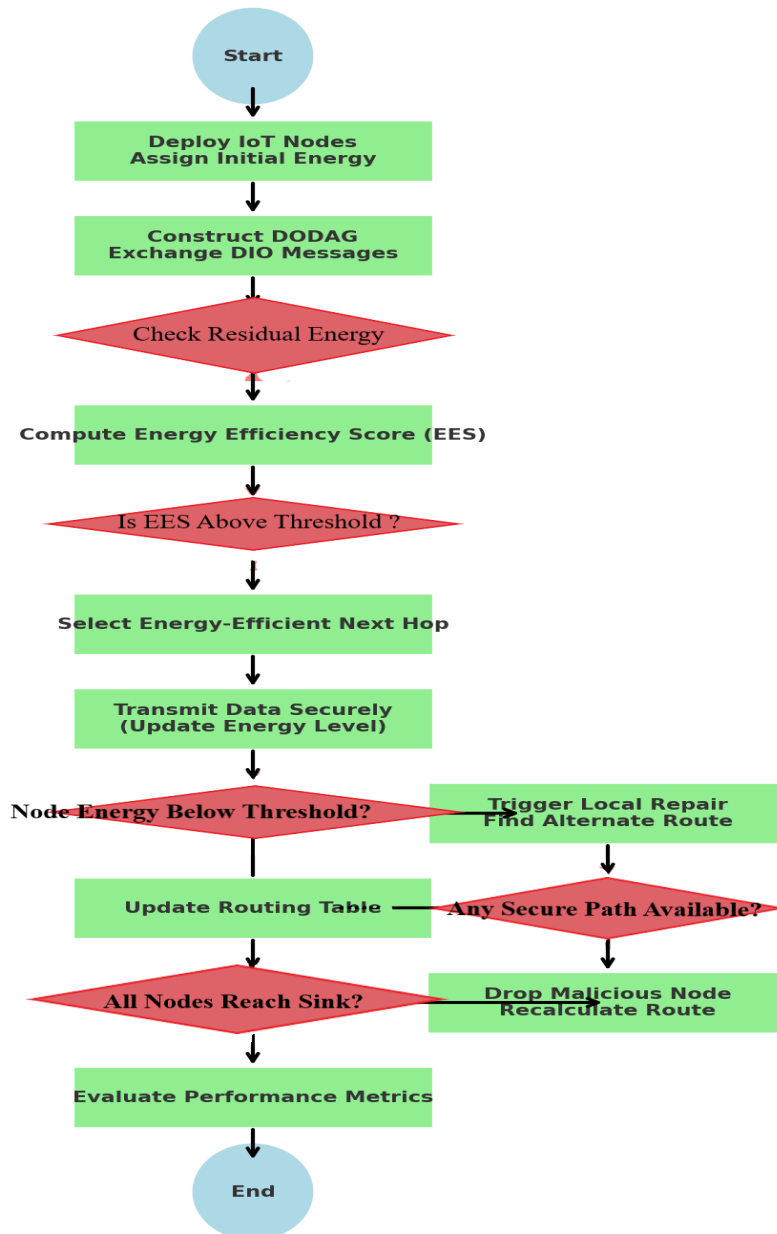 Start
Deploy IoT Nodes
Assign Initial Energy
Construct DODAG
Exchange DIO Messages
Check Residual Energy
Compute Energy Efficiency Score (EES)
Is EES Above Threshold ?
Select Energy-Efficient Next Hop
Transmit Data Securely
(Update Energy Level)
Node Energy Below Threshold?
Trigger Local Repair
Find Alternate Route
Update Routing Table
Any Secure Path Available?
All Nodes Reach Sink?
Drop Malicious Node
Recalculate Route
Evaluate Performance Metrics
End